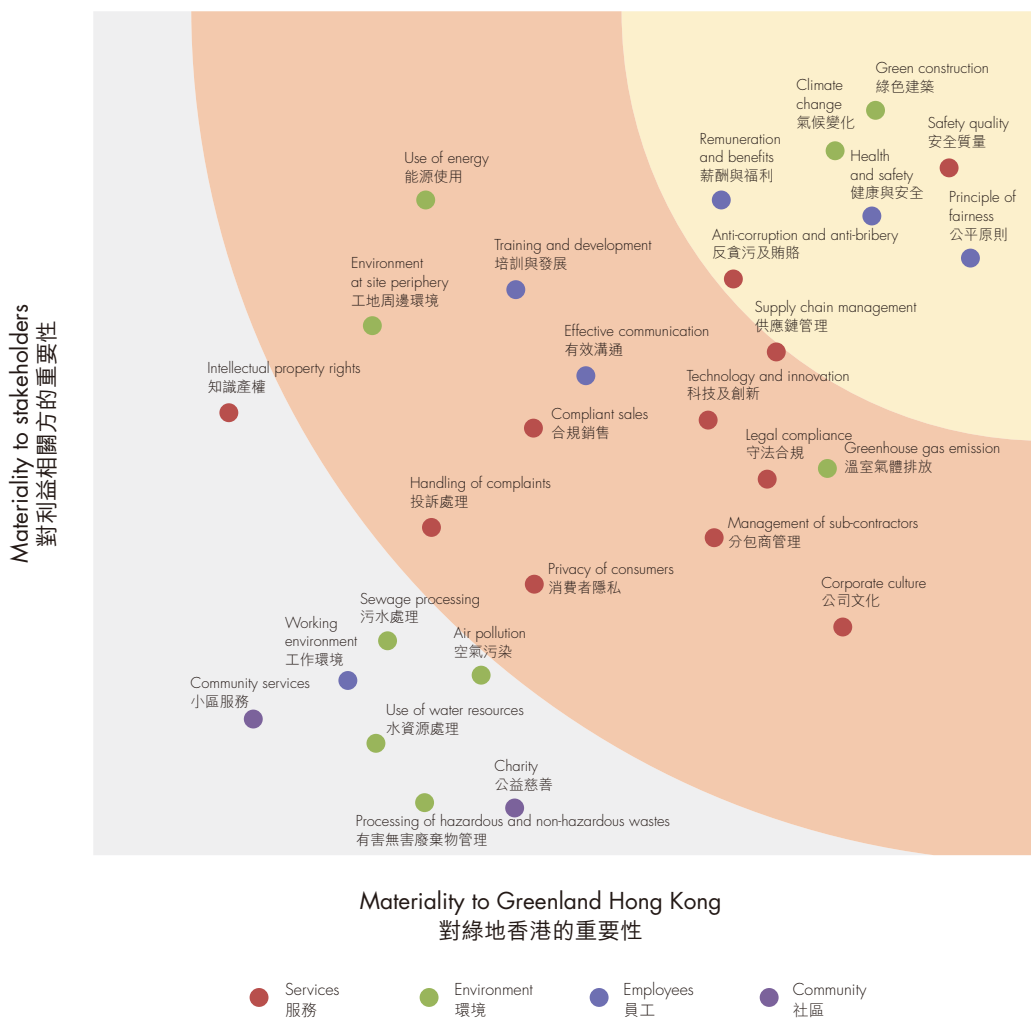 Green construction
綠色建築
Climate
change
氣候變化
Safety quality
安全質量
Remuneration
and benefits
薪酬與福利
Health
and safety
健康與安全
Use of energy
能源使用
Principle of
fairness
公平原則
Anti-corruption and anti-bribery
反貪污及賄賂
Training and development
培訓與發展
Environment
at site periphery
工地周邊環境
Supply chain management
供應鏈管理
Effective communication
有效溝通
Intellectual property rights
知識產權
Technology and innovation
科技及創新
Compliant sales
合規銷售
Legal compliance
守法合規
Greenhouse gas emission
溫室氣體排放
Handling of complaints
投訴處理
Management of sub-contractors
分包商管理
Privacy of consumers
消費者隱私
Corporate culture
公司文化
Sewage processing
污水處理
Working
environment
工作環境
Air pollution
空氣污染
Community services
小區服務
Use of water resources
水資源處理
Charity
公益慈善
Processing of hazardous and non-hazardous wastes
有害無害廢棄物管理
Materiality to stakeholders
對利益相關方的重要性
Materiality to Greenland Hong Kong
對綠地香港的重要性
Services
服務
Environment
環境
Employees
員工
Community
社區